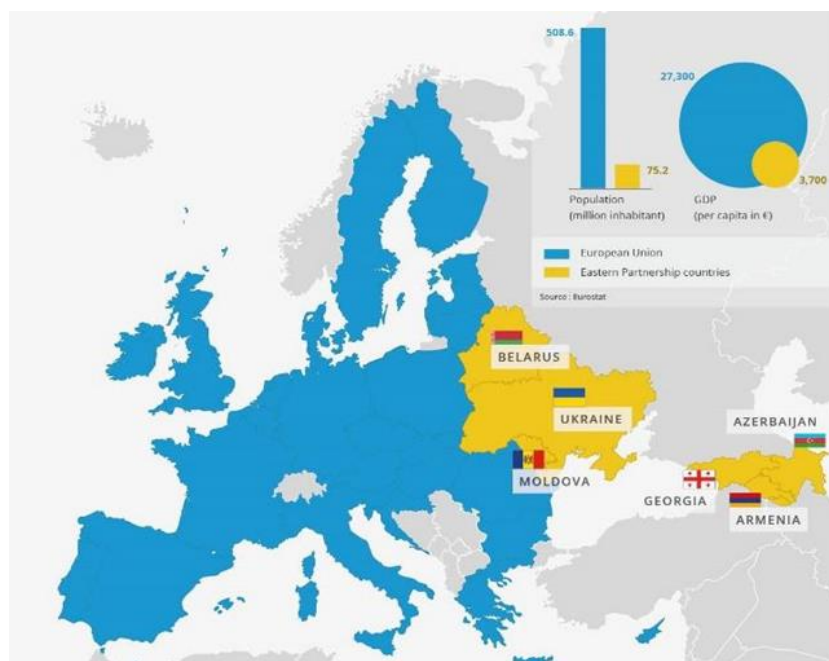 508.6
27,300
75.2
3,700
Population
(million inhabitant)
GDP
(per capita in €)
European Union
Eastern Partnership countries
Source : Eurostat
BELARUS
UKRAINE
AZERBAIJAN
MOLDOVA
GEORGIA
ARMENIA